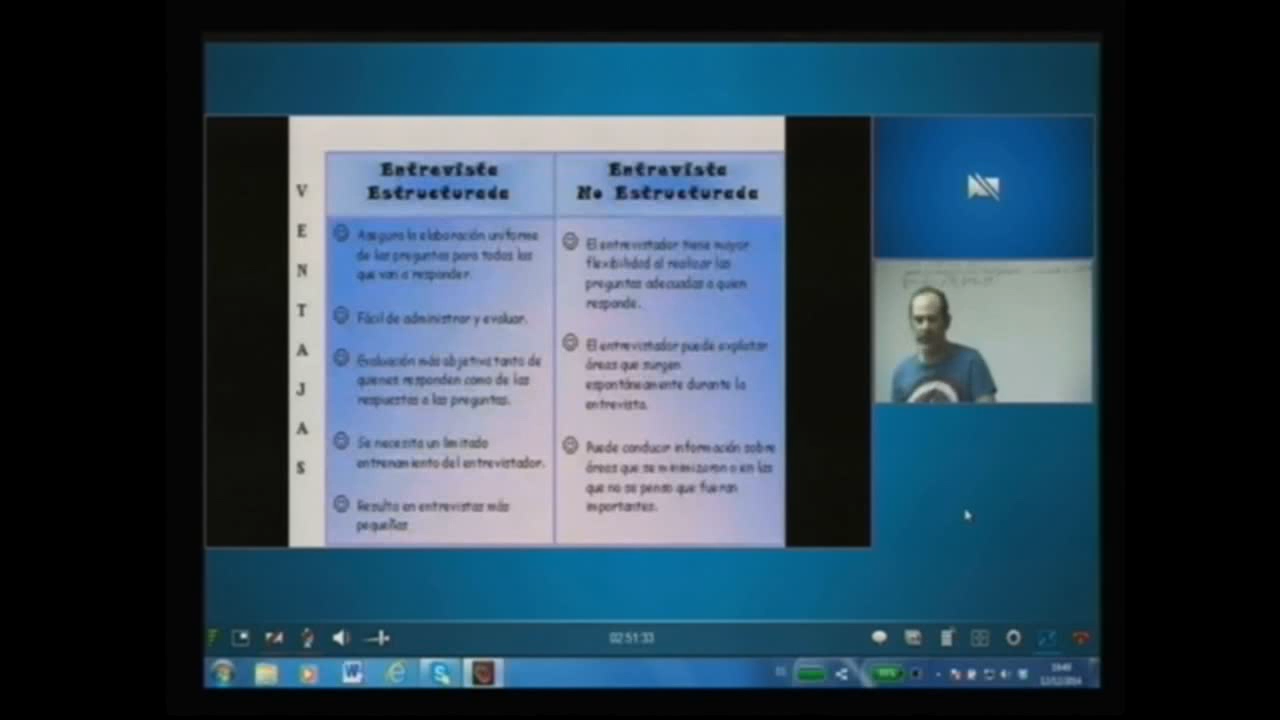 VENTAJAS
Entrevista
Estructurada
Asegura la elaboración uniforme
de las preguntas para todos los
que van a responder.
Fácil de administrar y evaluar.
Evaluación más objetiva tanto de
quienes responden como de las
respuestas a las preguntas.
Se necesita un limitado
entrenamiento del entrevistador.
Resulta en entrevistas más
pequeñas
Entrevista
No Estructurada
El entrevistador tiene mayor
flexibilidad al realizar las
preguntas adecuadas a quien
responde.
El entrevistador puede explotar
áreas que surgen
espontáneamente durante la
entrevista.
Puede conducir información sobre
áreas que se minimizaron o en las
que no se penso que fueran
importantes.
02:51:33